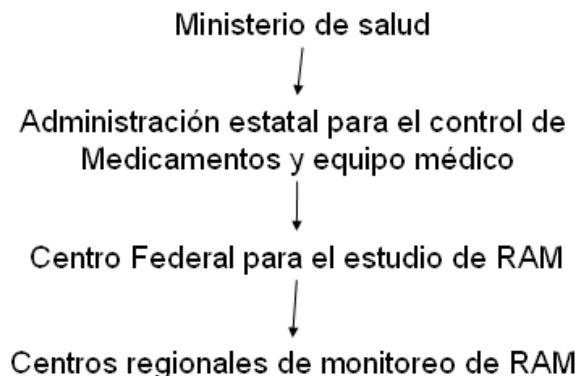 Ministerio de salud
Administración estatal para el control de
Medicamentos y equipo médico
Centro Federal para el estudio de RAM
Centros regionales de monitoreo de RAM